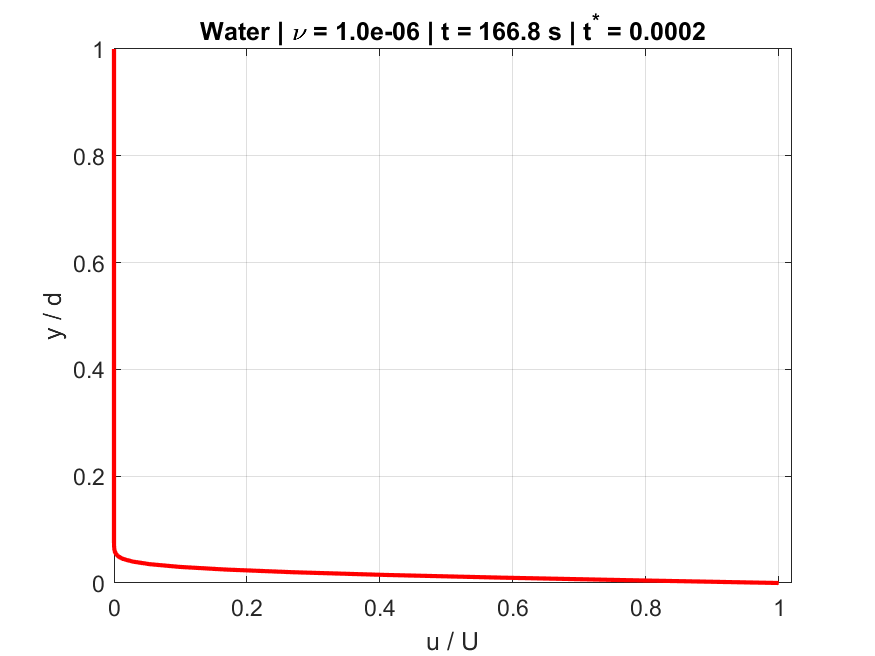 Water | ν = 1.0e-06 | t = 166.8 s | t* = 0.0002
1
0.8
0.6
0.4
0.2
0
y / d
0 0.2 0.4 0.6 0.8 1
u / U